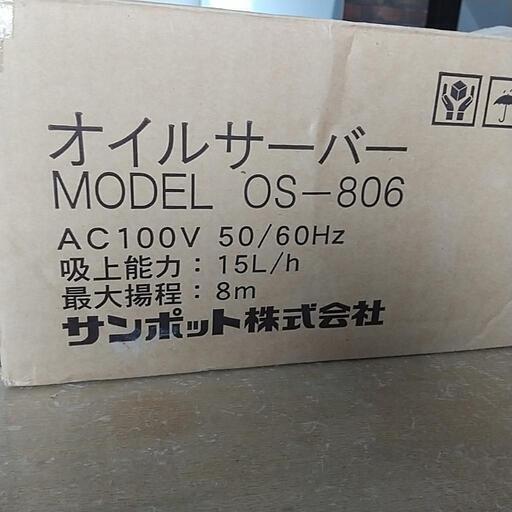 オイルサーバー
MODEL OS-806
AC100V 50/60Hz
吸上能力：15L/h
最大揚程：8m
サンポット株式会社